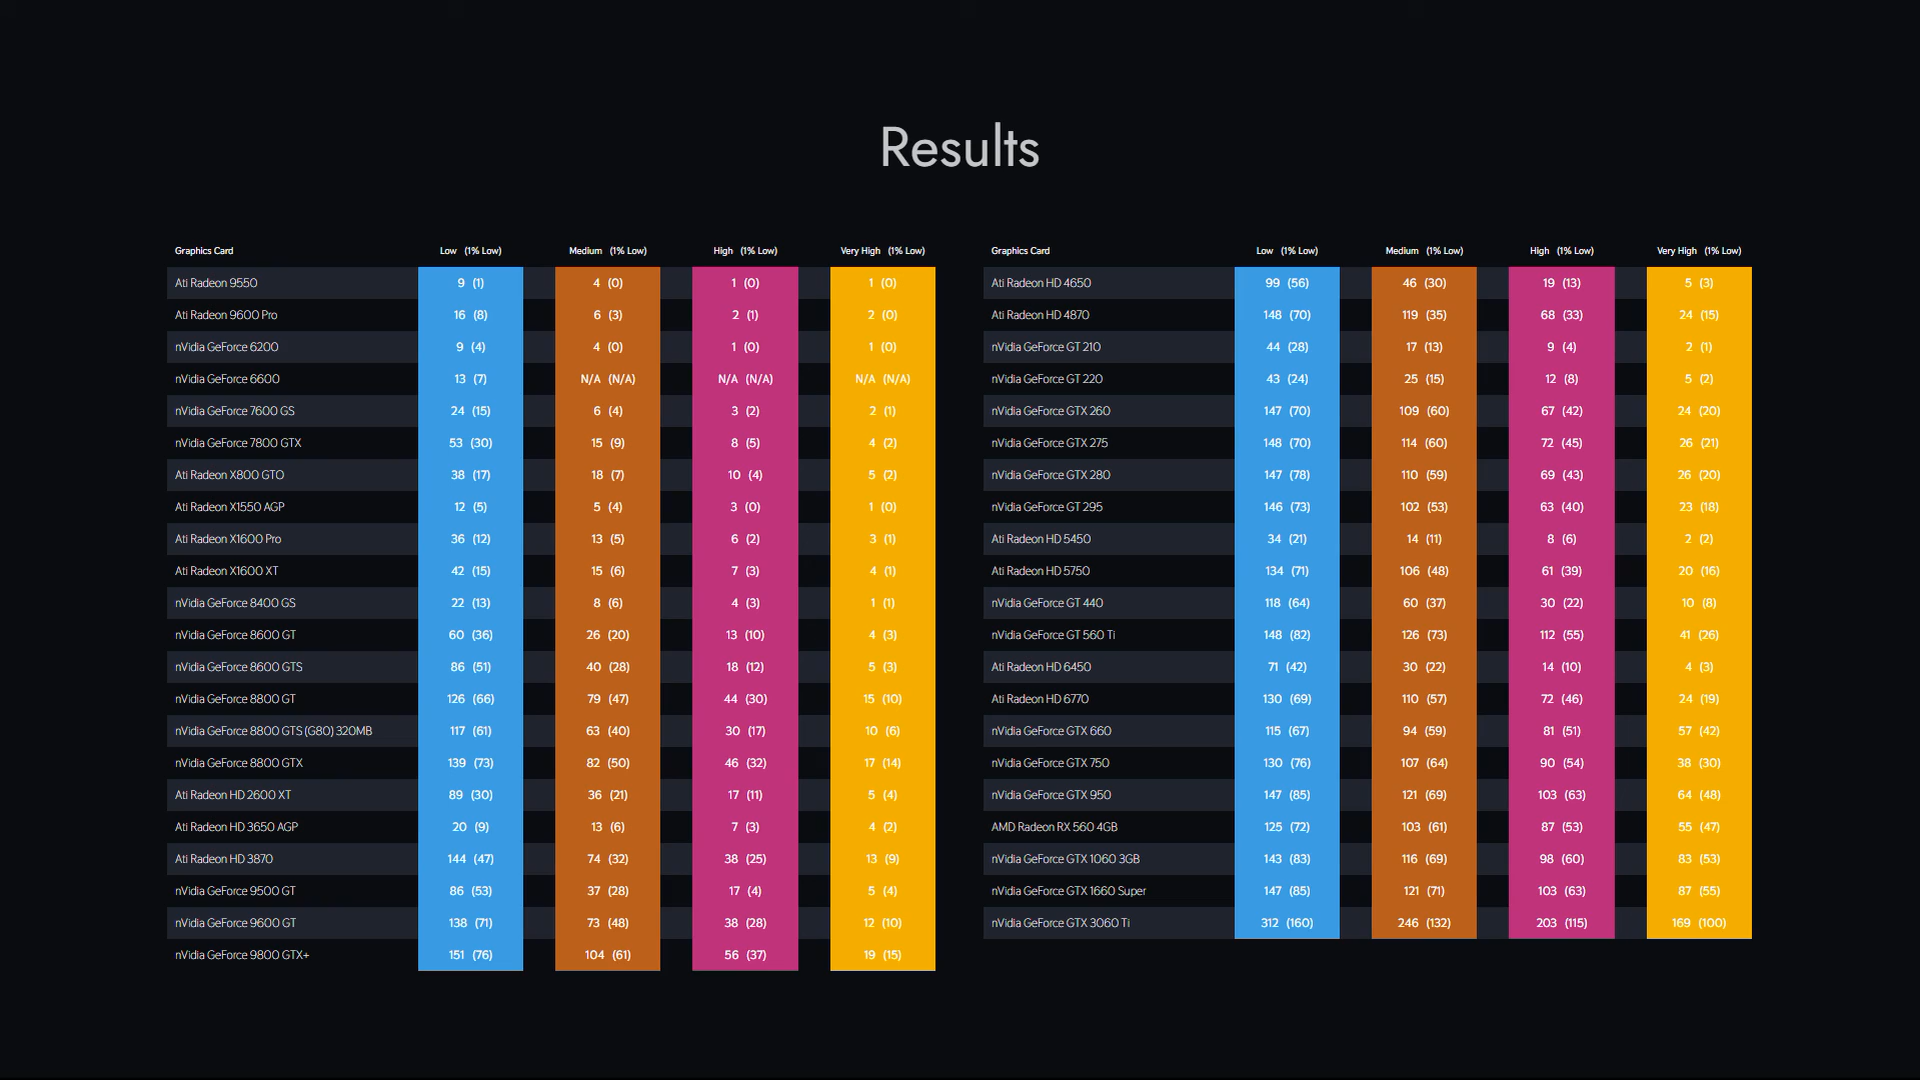 Results
Graphics Card Low (1% Low) Medium (1% Low) High (1% Low) Very High (1% Low)
Ati Radeon 9550 9 (1) 4 (0) 1 (0) 1 (0)
Ati Radeon 9600 Pro 16 (8) 6 (3) 2 (1) 2 (0)
nVidia GeForce 6200 9 (4) 4 (0) 1 (0) 1 (0)
nVidia GeForce 6600 13 (7) N/A (N/A) N/A (N/A) N/A (N/A)
nVidia GeForce 7600 GS 24 (15) 6 (4) 3 (2) 2 (1)
nVidia GeForce 7800 GTX 53 (30) 15 (9) 8 (5) 4 (2)
Ati Radeon X800 GTO 38 (17) 18 (7) 10 (4) 5 (2)
Ati Radeon X1550 AGP 12 (5) 5 (4) 3 (0) 1 (0)
Ati Radeon X1600 Pro 36 (12) 13 (5) 6 (2) 3 (1)
Ati Radeon X1600 XT 42 (15) 15 (6) 7 (3) 4 (1)
nVidia GeForce 8400 GS 22 (13) 8 (6) 4 (3) 1 (1)
nVidia GeForce 8600 GT 60 (36) 26 (20) 13 (10) 4 (3)
nVidia GeForce 8600 GTS 86 (51) 40 (28) 18 (12) 5 (3)
nVidia GeForce 8800 GT 126 (66) 79 (47) 44 (30) 15 (10)
nVidia GeForce 8800 GTS (G80) 320MB 117 (61) 63 (40) 30 (17) 10 (6)
nVidia GeForce 8800 GTX 139 (73) 82 (50) 46 (32) 17 (14)
Ati Radeon HD 2600 XT 89 (30) 36 (21) 17 (11) 5 (4)
Ati Radeon HD 3650 AGP 20 (9) 13 (6) 7 (3) 4 (2)
Ati Radeon HD 3870 144 (47) 74 (32) 38 (25) 13 (9)
nVidia GeForce 9500 GT 86 (53) 37 (28) 17 (4) 5 (4)
nVidia GeForce 9600 GT 138 (71) 73 (48) 38 (28) 12 (10)
nVidia GeForce 9800 GTX+ 151 (76) 104 (61) 56 (37) 19 (15)
Graphics Card Low (1% Low) Medium (1% Low) High (1% Low) Very High (1% Low)
Ati Radeon HD 4650 99 (56) 46 (30) 19 (13) 5 (3)
Ati Radeon HD 4870 148 (70) 119 (35) 68 (33) 24 (15)
nVidia GeForce GT 210 44 (28) 17 (13) 9 (4) 2 (1)
nVidia GeForce GT 220 43 (24) 25 (15) 12 (8) 5 (2)
nVidia GeForce GTX 260 147 (70) 109 (60) 67 (42) 24 (20)
nVidia GeForce GTX 275 148 (70) 114 (60) 72 (45) 26 (21)
nVidia GeForce GTX 280 147 (78) 110 (59) 69 (43) 26 (20)
nVidia GeForce GT 295 146 (73) 102 (53) 63 (40) 23 (18)
Ati Radeon HD 5450 34 (21) 14 (11) 8 (6) 2 (2)
Ati Radeon HD 5750 134 (71) 106 (48) 61 (39) 20 (16)
nVidia GeForce GT 440 118 (64) 60 (37) 30 (22) 10 (8)
nVidia GeForce GT 560 Ti 148 (82) 126 (73) 112 (55) 41 (26)
Ati Radeon HD 6450 71 (42) 30 (22) 14 (10) 4 (3)
Ati Radeon HD 6770 130 (69) 110 (57) 72 (46) 24 (19)
nVidia GeForce GTX 660 115 (67) 94 (59) 81 (51) 57 (42)
nVidia GeForce GTX 750 130 (76) 107 (64) 90 (54) 38 (30)
nVidia GeForce GTX 950 147 (85) 121 (69) 103 (63) 64 (48)
AMD Radeon RX 560 4GB 125 (72) 103 (61) 87 (53) 55 (47)
nVidia GeForce GTX 1060 3GB 143 (83) 116 (69) 98 (60) 83 (53)
nVidia GeForce GTX 1660 Super 147 (85) 121 (71) 103 (63) 87 (55)
nVidia GeForce GTX 3060 Ti 312 (160) 246 (132) 203 (115) 169 (100)